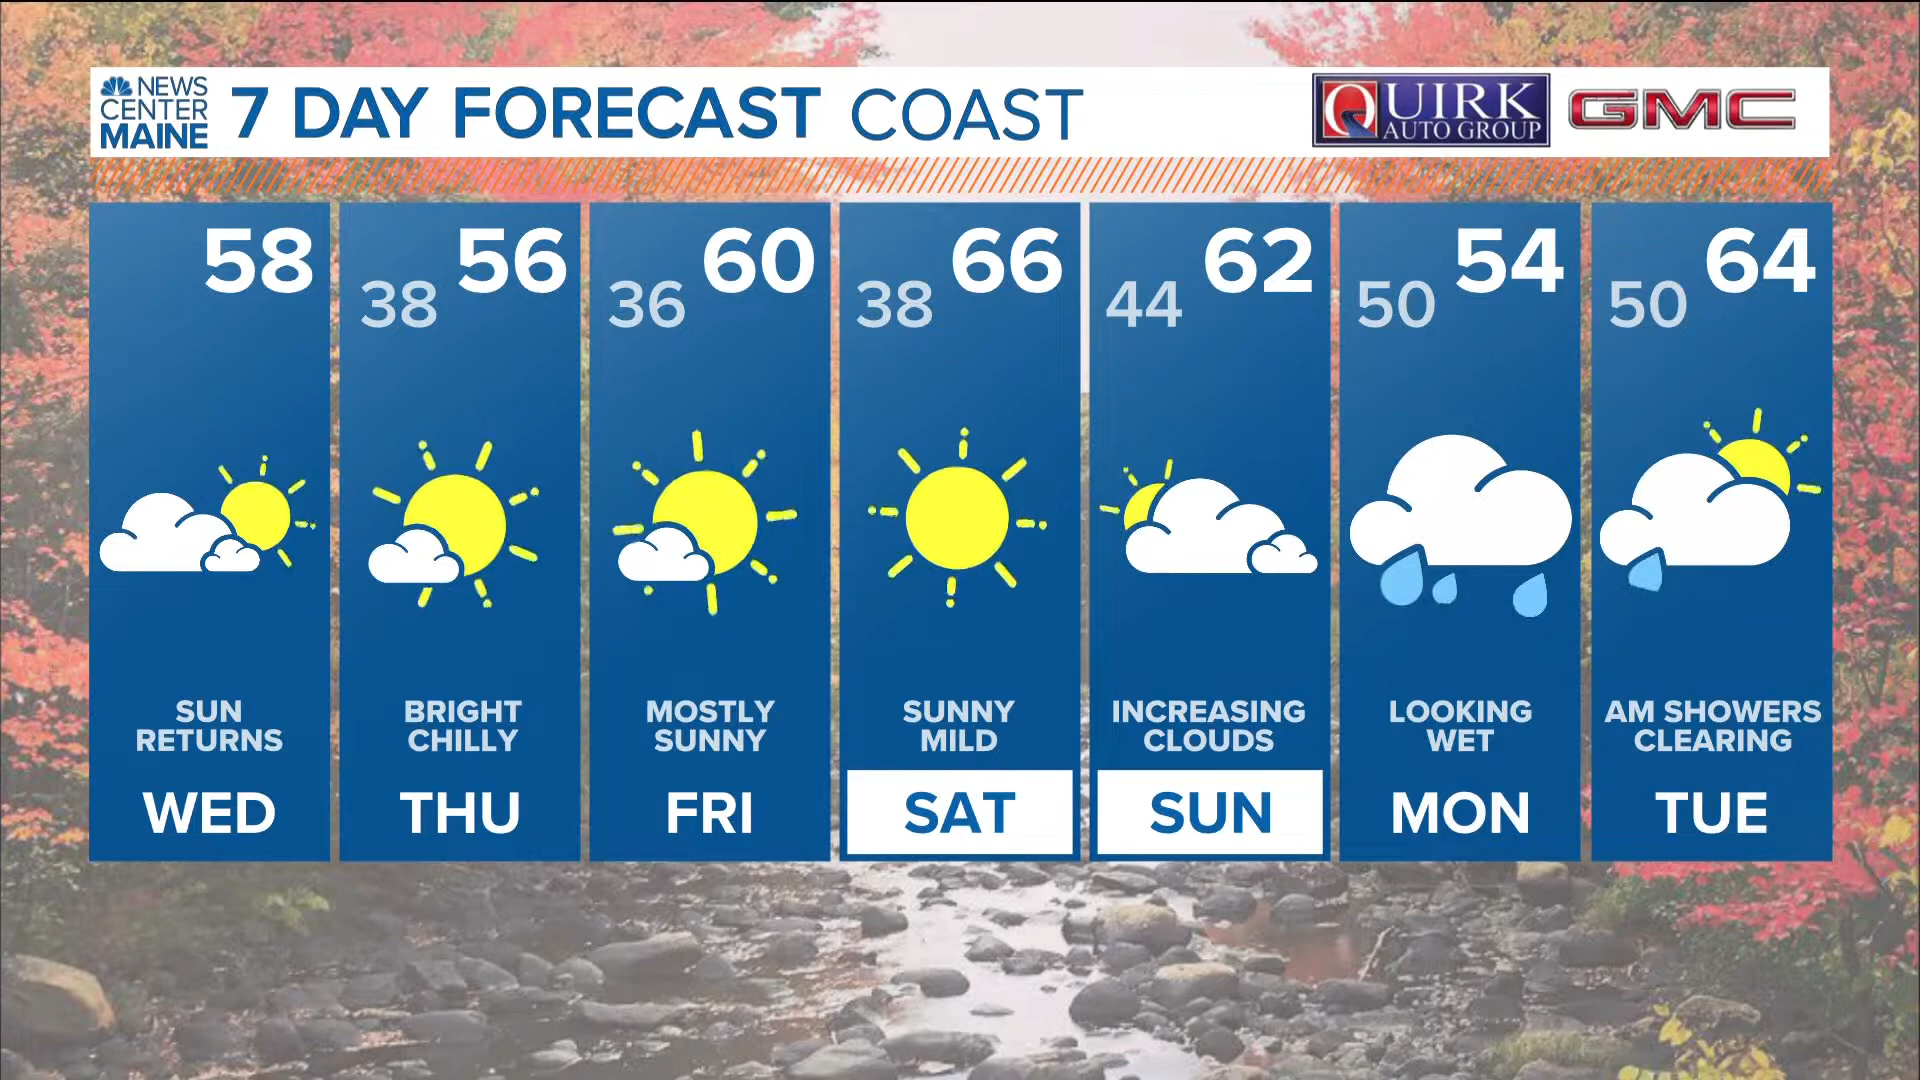 NEWS
CENTER
MAINE
7 DAY FORECAST COAST
QUIRK
AUTO GROUP
GMC
58
SUN
RETURNS
WED
38 56
BRIGHT
CHILLY
THU
36 60
MOSTLY
SUNNY
FRI
38 66
SUNNY
MILD
SAT
44 62
INCREASING
CLOUDS
SUN
50 54
LOOKING
WET
MON
50 64
AM SHOWERS
CLEARING
TUE